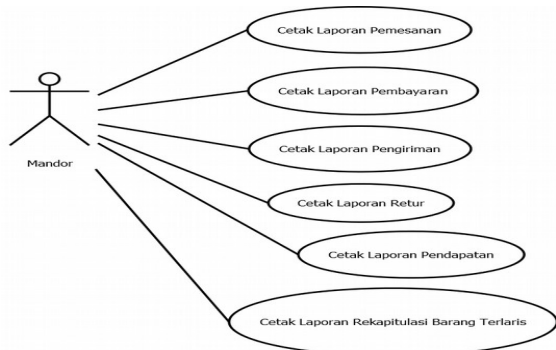 Cetak Laporan Pemesanan
Cetak Laporan Pembayaran
Mandor
Cetak Laporan Pengiriman
Cetak Laporan Retur
Cetak Laporan Pendapatan
Cetak Laporan Rekapitulasi Barang Terlaris